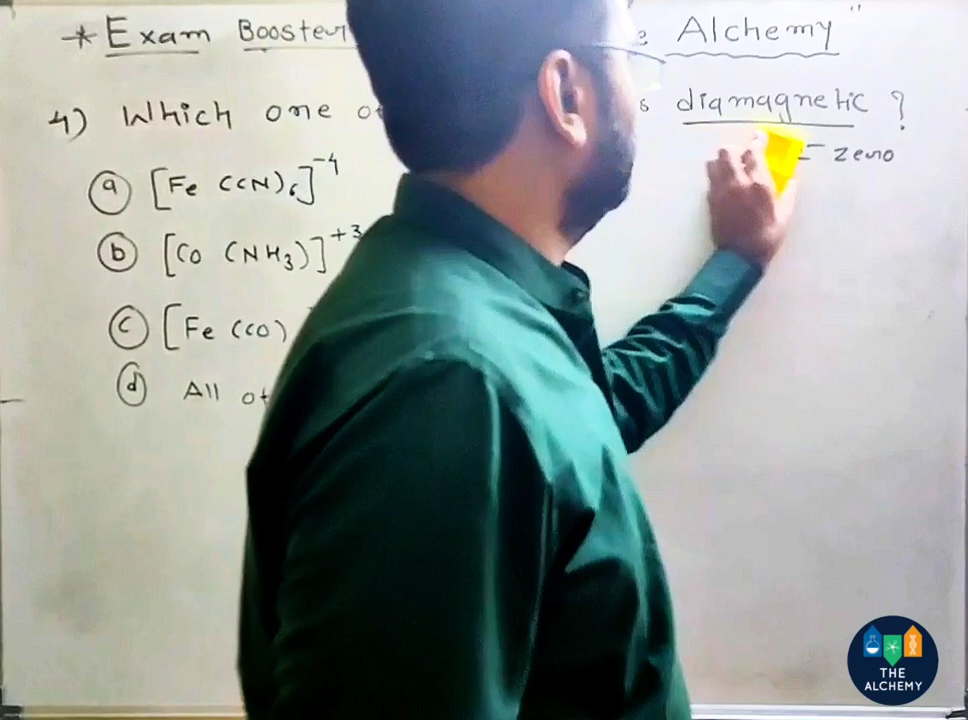 * Exam Booster Alchemy"
4) Which one diamagnetic ?
= zero
(a) [Fe (CN)6]-4
(b) [Co (NH3)]+3
(c) [Fe (CO)
(d) All of
THE
ALCHEMY